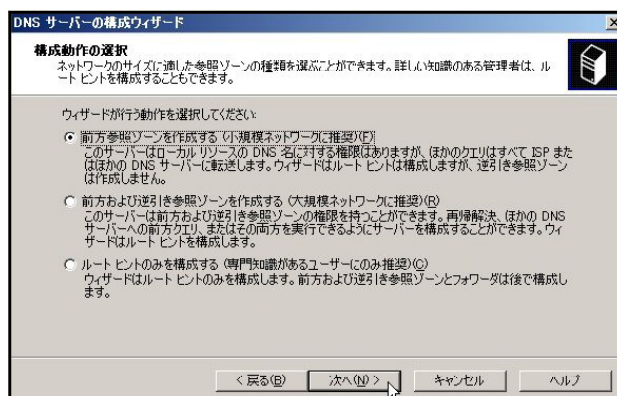 DNS サーバーの構成ウィザード
構成動作の選択
ネットワークのサイズに適した参照ゾーンの種類を選ぶことができます。詳しい知識のある管理者は、ル
ート ヒントを構成することもできます。
ウィザードが行う動作を選択してください:
前方参照ゾーンを作成する (小規模ネットワークに推奨)(F)
このサーバーはローカル リソースの DNS 名に対する権限はありますが、ほかのクエリはすべて ISP また
はほかの DNS サーバーに転送します。ウィザードはルート ヒントは構成しますが、逆引き参照ゾーン
は作成しません。
前方および逆引き参照ゾーンを作成する (大規模ネットワークに推奨)(R)
このサーバーは前方および逆引き参照ゾーンの権限を持つことができます。再帰解決、ほかの DNS
サーバーへの前方クエリ、またはその両方を実行できるようにサーバーを構成することができます。ウィ
ザードはルート ヒントを構成します。
ルート ヒントのみを構成する (専門知識があるユーザーにのみ推奨)(C)
ウィザードはルート ヒントのみを構成します。前方および逆引き参照ゾーンとフォワーダは後で構成し
ます。
< 戻る(B) 次へ(N) > キャンセル ヘルプ